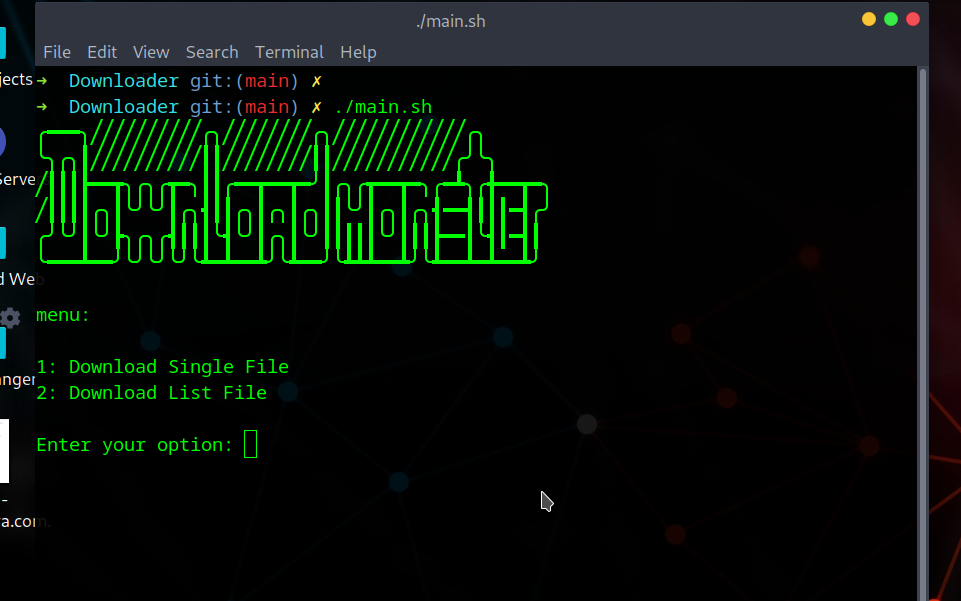 ./main.sh
File Edit View Search Terminal Help
➜ Downloader git:(main) ✗
➜ Downloader git:(main) ✗ ./main.sh
Downloader
menu:
1: Download Single File
2: Download List File
Enter your option:
jects
Serve
d Web
anger
-
va.com.